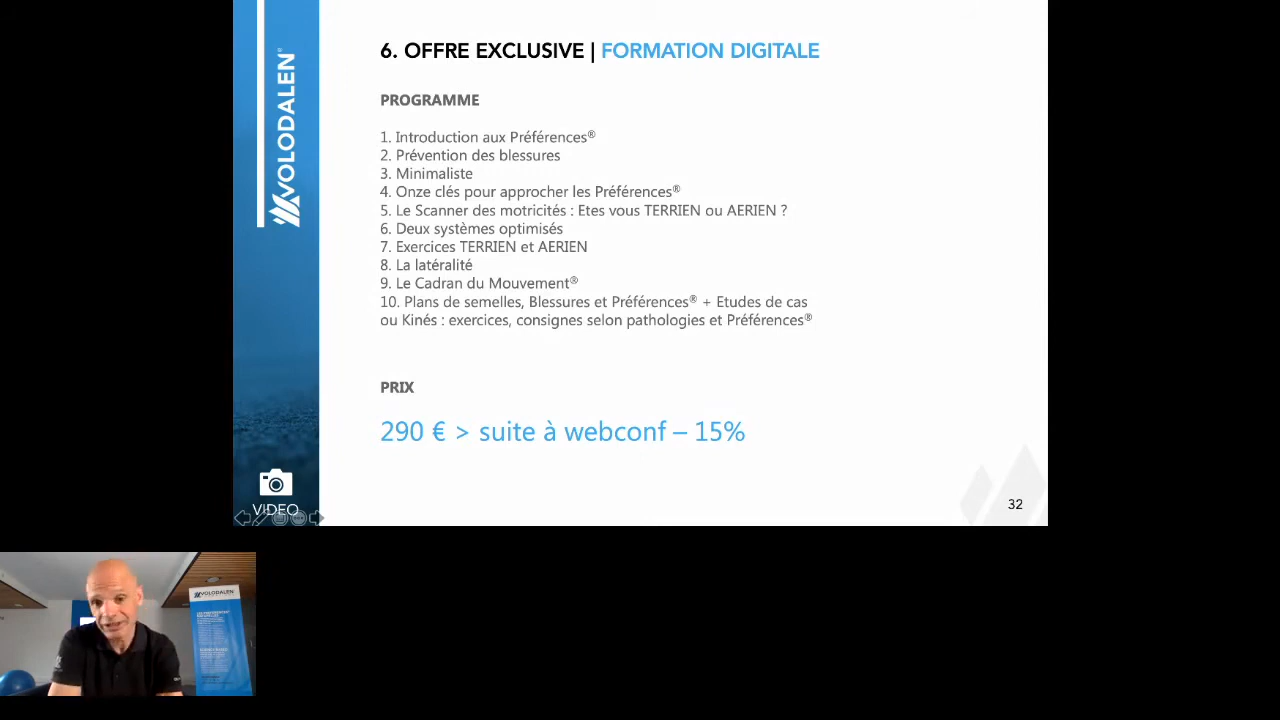 VOLODALEN®
6. OFFRE EXCLUSIVE | FORMATION DIGITALE
PROGRAMME
1. Introduction aux Préférences®
2. Prévention des blessures
3. Minimaliste
4. Onze clés pour approcher les Préférences®
5. Le Scanner des motricités : Etes vous TERRIEN ou AERIEN ?
6. Deux systèmes optimisés
7. Exercices TERRIEN et AERIEN
8. La latéralité
9. Le Cadran du Mouvement®
10. Plans de semelles, Blessures et Préférences® + Etudes de cas
ou Kinés : exercices, consignes selon pathologies et Préférences®
PRIX
290 € > suite à webconf – 15%
VIDEO
32
VOLODALEN